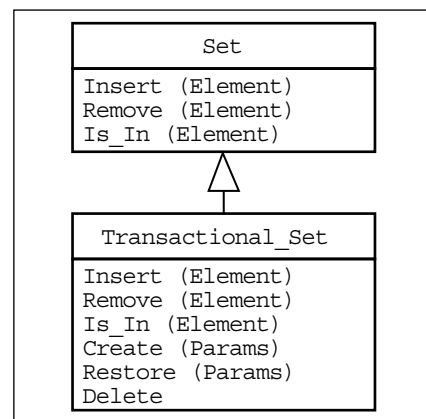 Set
Insert (Element)
Remove (Element)
Is_In (Element)
Transactional_Set
Insert (Element)
Remove (Element)
Is_In (Element)
Create (Params)
Restore (Params)
Delete